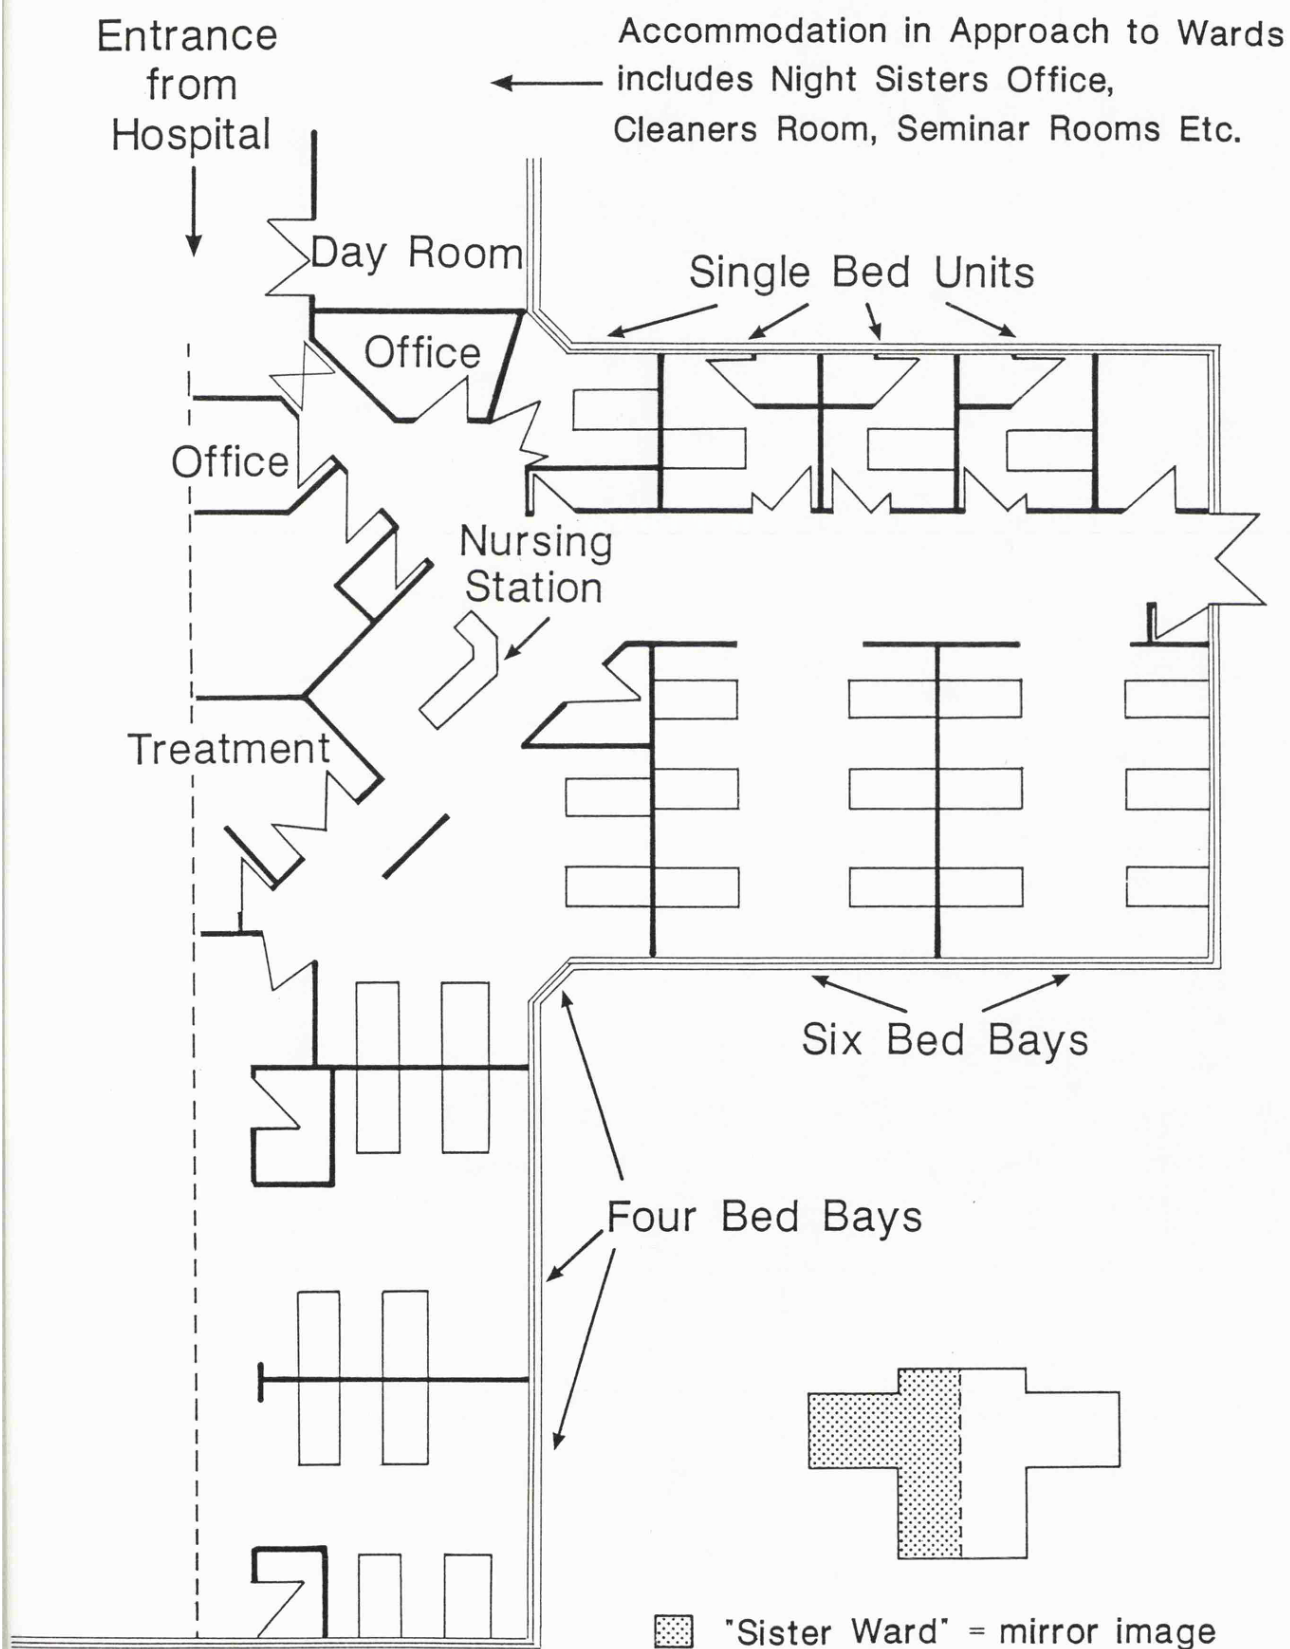 Entrance
from
Hospital
Accommodation in Approach to Wards
includes Night Sisters Office,
Cleaners Room, Seminar Rooms Etc.
Day Room
Single Bed Units
Office
Office
Nursing
Station
Treatment
Six Bed Bays
Four Bed Bays
"Sister Ward" = mirror image